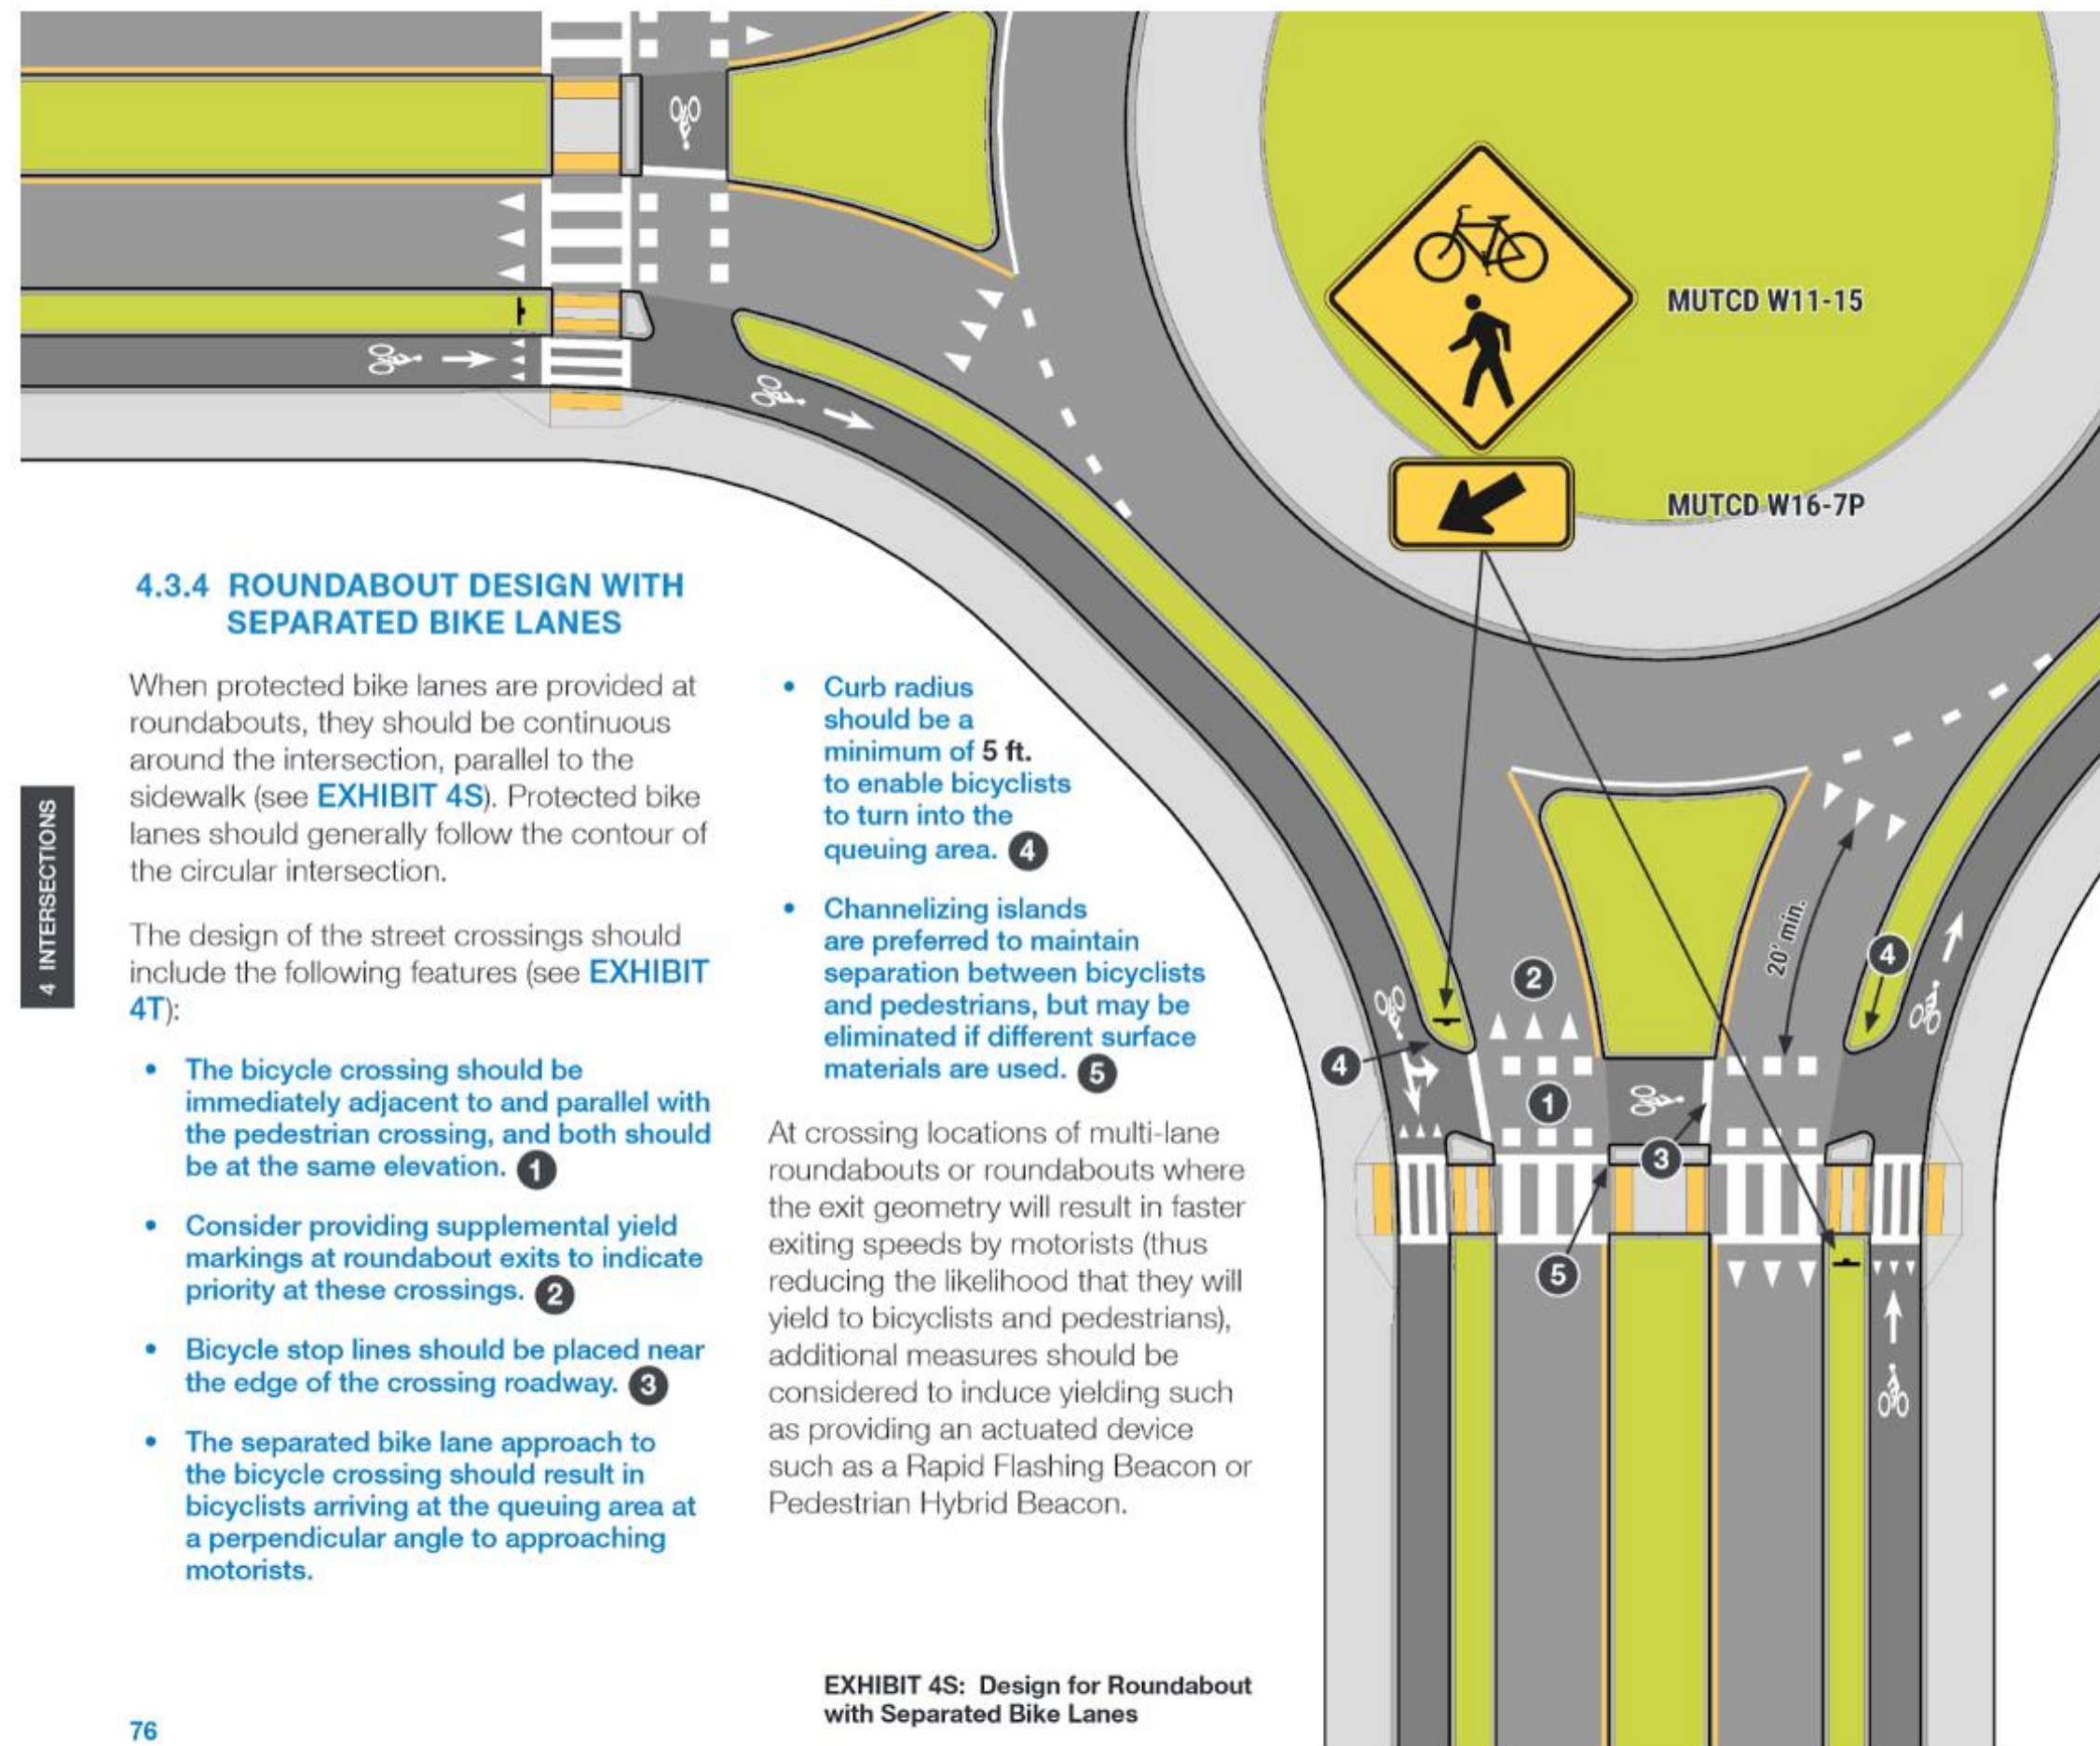 MUTCD W11-15
MUTCD W16-7P
4.3.4 ROUNDABOUT DESIGN WITH
SEPARATED BIKE LANES
When protected bike lanes are provided at
roundabouts, they should be continuous
around the intersection, parallel to the
sidewalk (see EXHIBIT 4S). Protected bike
lanes should generally follow the contour of
the circular intersection.
The design of the street crossings should
include the following features (see EXHIBIT
4T):
• The bicycle crossing should be
immediately adjacent to and parallel with
the pedestrian crossing, and both should
be at the same elevation. 1
• Consider providing supplemental yield
markings at roundabout exits to indicate
priority at these crossings. 2
• Bicycle stop lines should be placed near
the edge of the crossing roadway. 3
• The separated bike lane approach to
the bicycle crossing should result in
bicyclists arriving at the queuing area at
a perpendicular angle to approaching
motorists.
• Curb radius
should be a
minimum of 5 ft.
to enable bicyclists
to turn into the
queuing area. 4
• Channelizing islands
are preferred to maintain
separation between bicyclists
and pedestrians, but may be
eliminated if different surface
materials are used. 5
At crossing locations of multi-lane
roundabouts or roundabouts where
the exit geometry will result in faster
exiting speeds by motorists (thus
reducing the likelihood that they will
yield to bicyclists and pedestrians),
additional measures should be
considered to induce yielding such
as providing an actuated device
such as a Rapid Flashing Beacon or
Pedestrian Hybrid Beacon.
20' min.
4
2
4
1
3
5
EXHIBIT 4S: Design for Roundabout
with Separated Bike Lanes
4 INTERSECTIONS
76